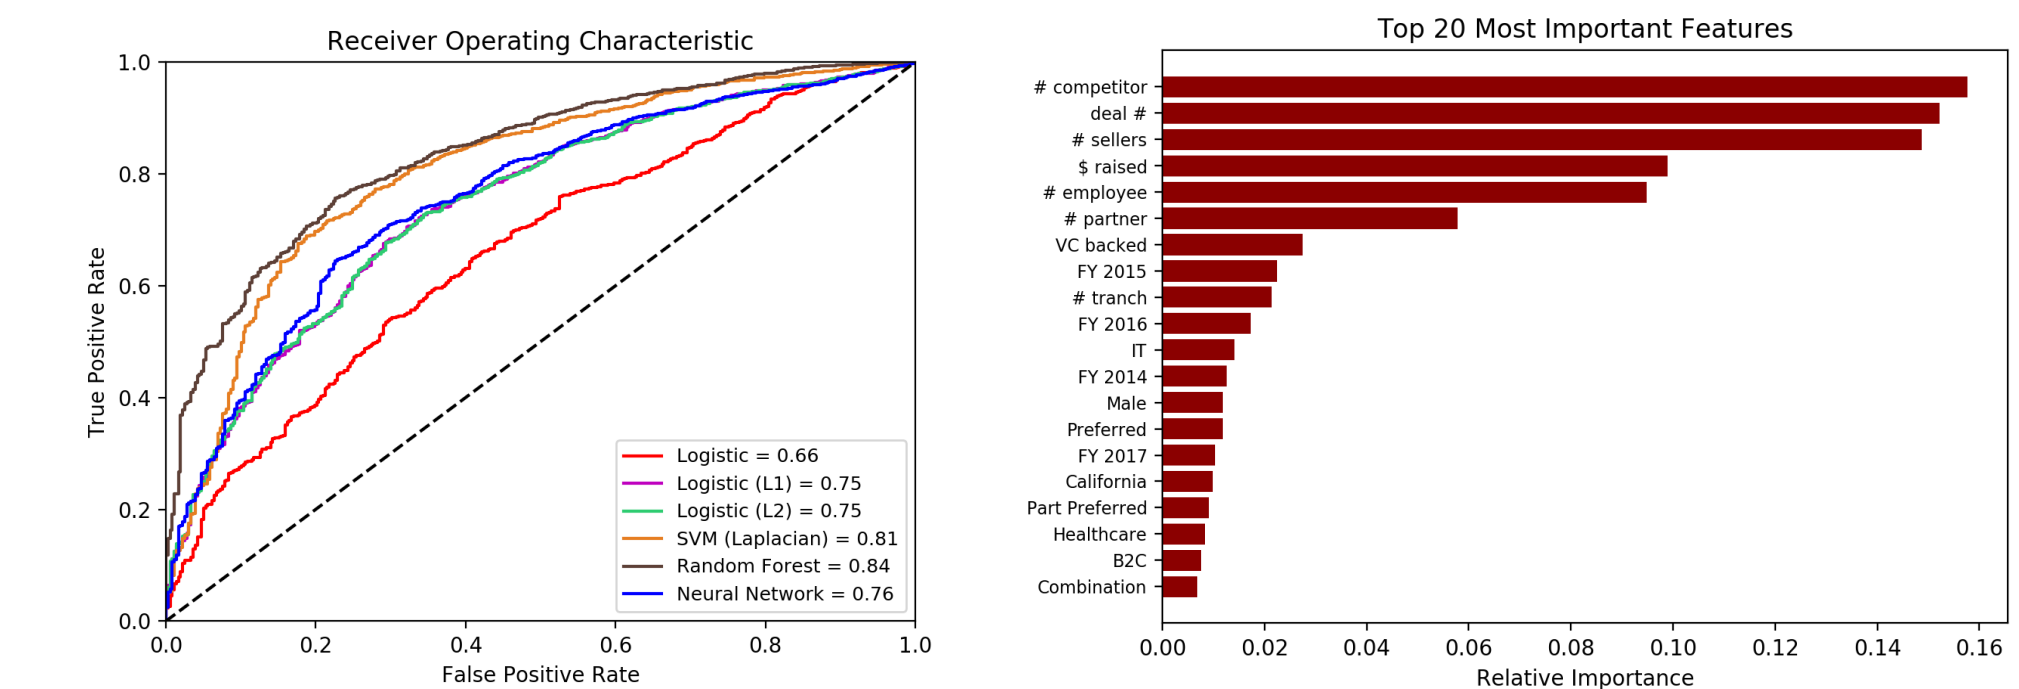 Receiver Operating Characteristic
1.0
0.8
0.6
0.4
0.2
0.0
True Positive Rate
0.0 0.2 0.4 0.6 0.8 1.0
False Positive Rate
Logistic = 0.66
Logistic (L1) = 0.75
Logistic (L2) = 0.75
SVM (Laplacian) = 0.81
Random Forest = 0.84
Neural Network = 0.76
Top 20 Most Important Features
# competitor
deal #
# sellers
$ raised
# employee
# partner
VC backed
FY 2015
# tranch
FY 2016
IT
FY 2014
Male
Preferred
FY 2017
California
Part Preferred
Healthcare
B2C
Combination
0.00 0.02 0.04 0.06 0.08 0.10 0.12 0.14 0.16
Relative Importance